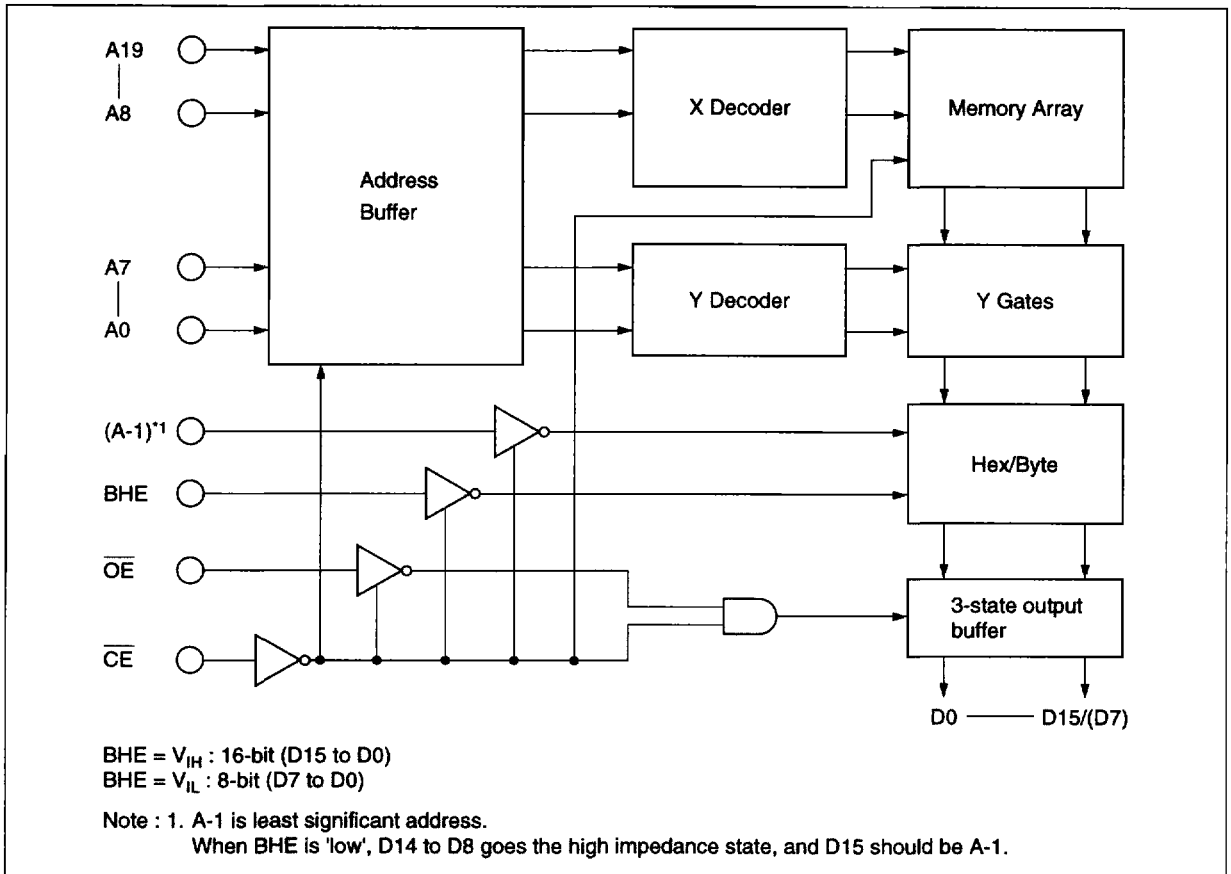 A19
A8
Address
Buffer
X Decoder
Memory Array
A7
A0
Y Decoder
Y Gates
(A-1)*1
Hex/Byte
BHE
OE
3-state output
buffer
CE
D0 D15/(D7)
BHE = VIH : 16-bit (D15 to D0)
BHE = VIL : 8-bit (D7 to D0)
Note : 1. A-1 is least significant address.
When BHE is 'low', D14 to D8 goes the high impedance state, and D15 should be A-1.